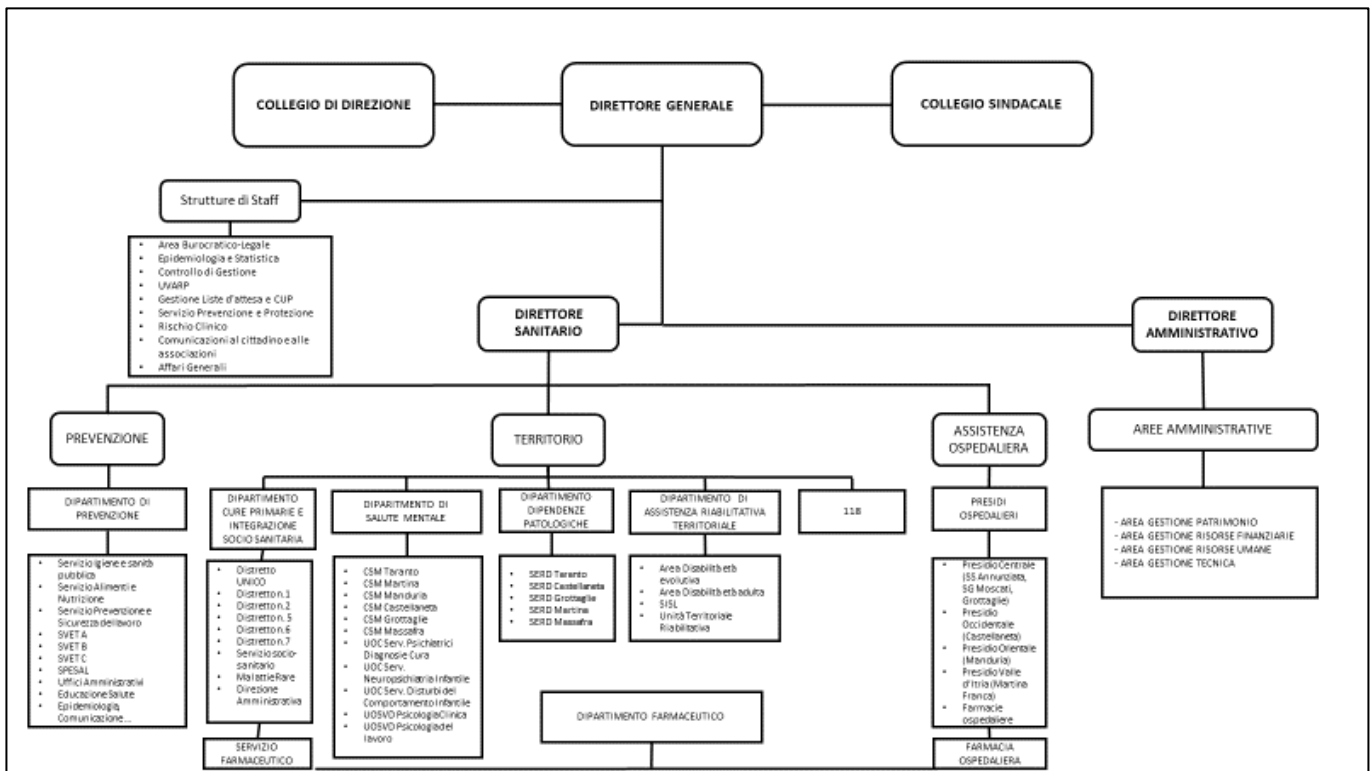 COLLEGIO DI DIREZIONE
DIRETTORE GENERALE
COLLEGIO SINDACALE
Strutture di Staff
• Area Burocratico-Legale
• Epidemiologia e Statistica
• Controllo di Gestione
• UVARP
• Gestione Liste d'attesa e CUP
• Servizio Prevenzione e Protezione
• Rischio Clinico
• Comunicazioni al cittadino e alle
associazioni
• Affari Generali
DIRETTORE
SANITARIO
DIRETTORE
AMMINISTRATIVO
PREVENZIONE
TERRITORIO
ASSISTENZA
OSPEDALIERA
AREE AMMINISTRATIVE
DIPARTIMENTO DI
PREVENZIONE
• Servizio Igiene e sanità
pubblica
• Servizio Alimenti e
Nutrizione
• Servizio Prevenzione e
Sicurezza del lavoro
• SVET A
• SVET B
• SVET C
• SPESAL
• Uffici Amministrativi
• Educazione Salute
• Epidemiologia,
Comunicazione...
DIPARTIMENTO
CURE PRIMARIE E
INTEGRAZIONE
SOCIO SANITARIA
• Distretto
UNICO
• Distretto n.1
• Distretto n.2
• Distretto n.5
• Distretto n.6
• Distretto n.7
• Servizio socio-
sanitario
• Malattie Rare
• Direzione
Amministrativa
SERVIZIO
FARMACEUTICO
DIPARITMENTO DI
SALUTE MENTALE
• CSM Taranto
• CSM Martina
• CSM Manduria
• CSM Castellaneta
• CSM Grottaglie
• CSM Massafra
• UOC Serv. Psichiatrici
Diagnosi e Cura
• UOC Serv.
Neuropsichiatria Infantile
• UOC Serv. Disturbi del
Comportamento Infantile
• UOSVD Psicologia Clinica
• UOSVD Psicologia del
lavoro
DIPARTIMENTO
DIPENDENZE
PATOLOGICHE
• SERD Taranto
• SERD Castellaneta
• SERD Grottaglie
• SERD Martina
• SERD Massafra
DIPARTIMENTO DI
ASSISTENZA RIABILITATIVA
TERRITORIALE
• Area Disabilità età
evolutiva
• Area Disabilità età adulta
• SISL
• Unità Territoriale
Riabilitativa
118
DIPARTIMENTO FARMACEUTICO
PRESIDI
OSPEDALIERI
• Presidio Centrale
(SS Annunziata,
SG Moscati,
Grottaglie)
• Presidio
Occidentale
(Castellaneta)
• Presidio Orientale
(Manduria)
• Presidio Valle
d'Itria (Martina
Franca)
• Farmacie
ospedaliere
FARMACIA
OSPEDALIERA
- AREA GESTIONE PATRIMONIO
- AREA GESTIONE RISORSE FINANZIARIE
- AREA GESTIONE RISORSE UMANE
- AREA GESTIONE TECNICA